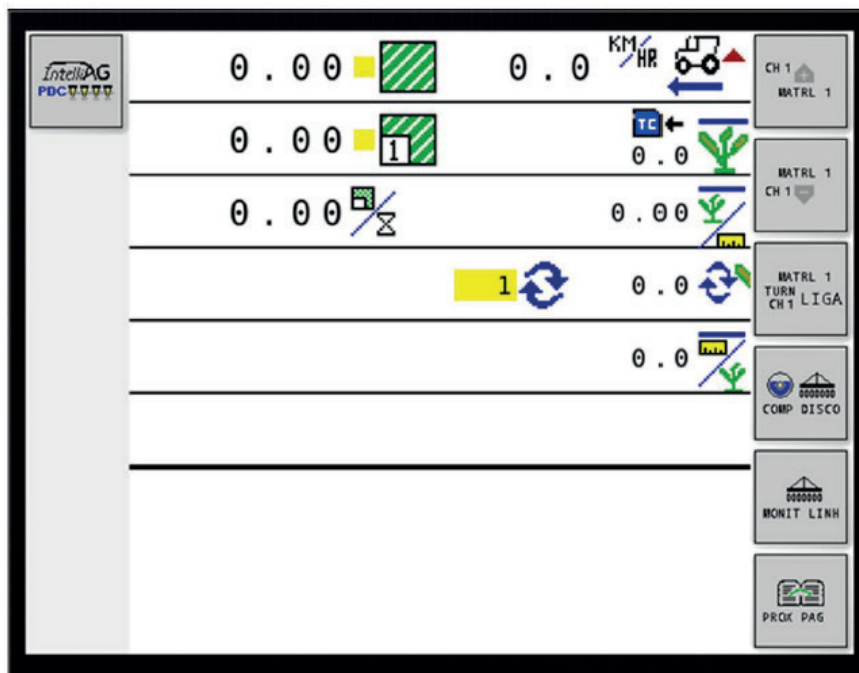 IntelliAG
PDC
0.00
0.0
KM/HR
CH 1
MATRL 1
0.00
1
TC
0.0
MATRL 1
CH 1
0.00
0.00
1
0.0
MATRL 1
TURN
CH 1 LIGA
0.0
COMP DISCO
MONIT LINH
PROX PAG